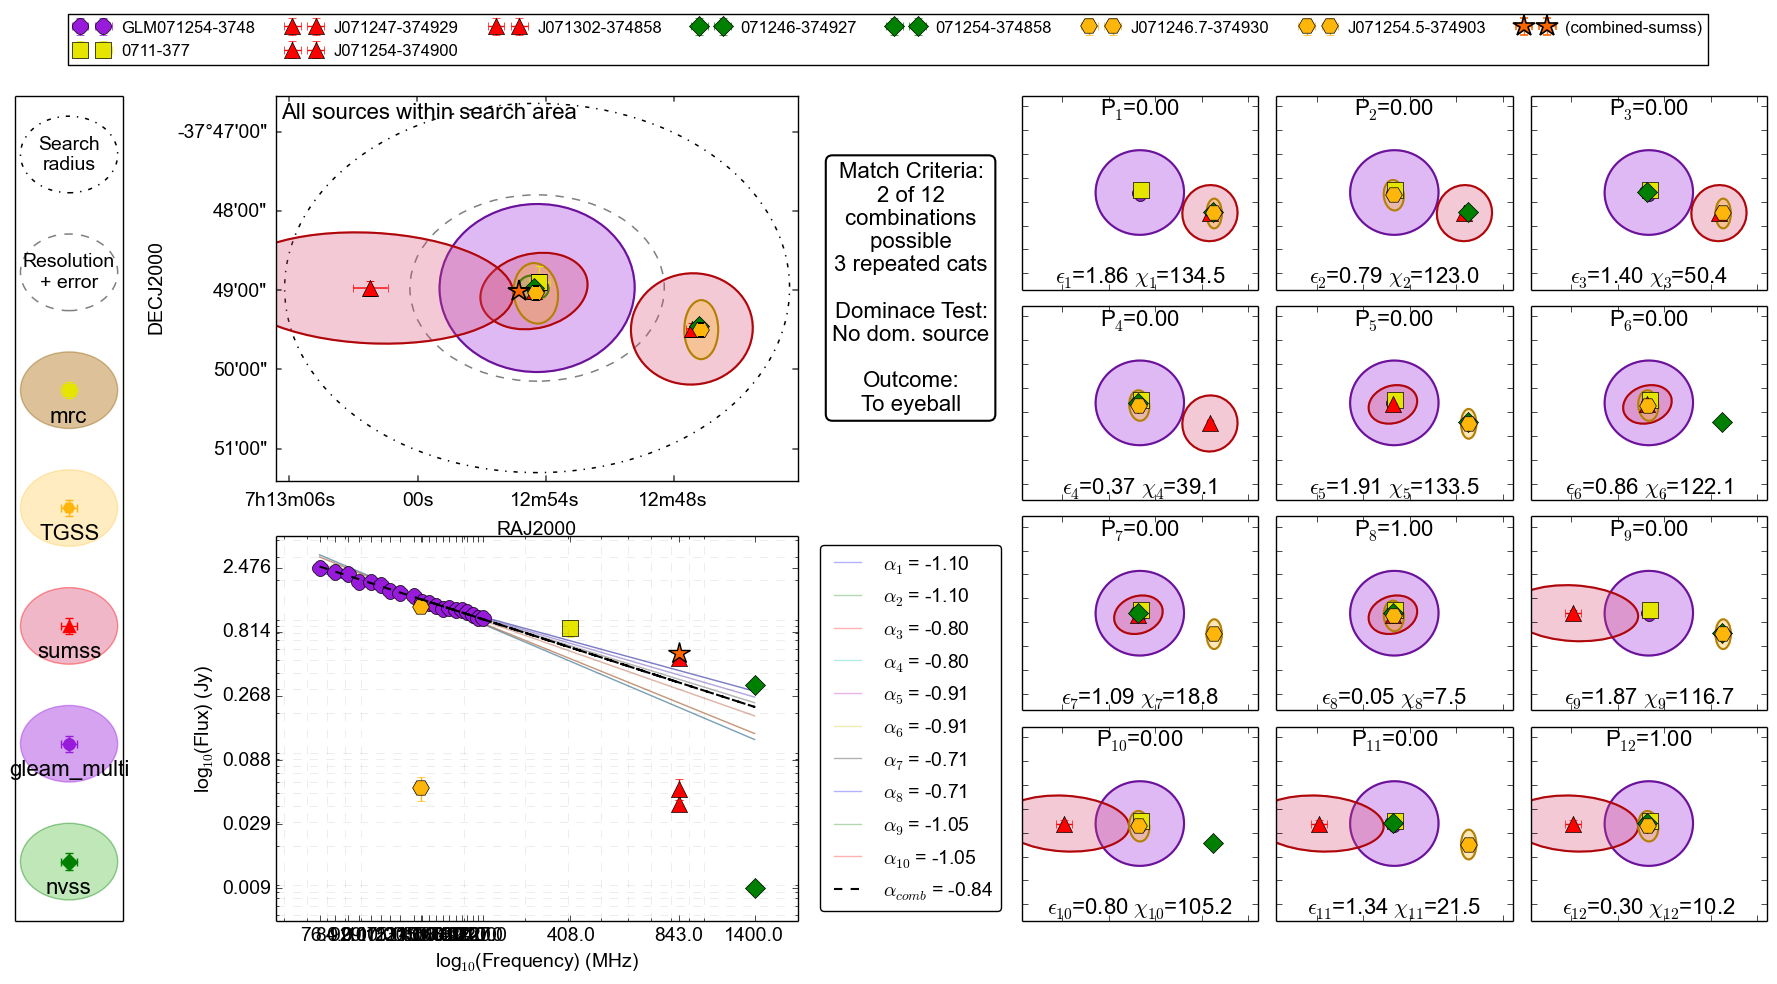 GLM071254-3748
J071247-374929
J071302-374858
071246-374927
071254-374858
J071246.7-374930
J071254.5-374903
(combined-sumss)
0711-377
J071254-374900
Search
radius
Resolution
+ error
mrc
TGSS
sumss
gleam_multi
nvss
All sources within search area
-37°47'00"
48'00"
49'00"
50'00"
51'00"
DECJ2000
7h13m06s
00s
12m54s
12m48s
RAJ2000
Match Criteria:
2 of 12
combinations
possible
3 repeated cats
Dominace Test:
No dom. source
Outcome:
To eyeball
2.476
0.814
0.268
0.088
0.029
0.009
log10(Flux) (Jy)
408.0
843.0
1400.0
log10(Frequency) (MHz)
α1 = -1.10
α2 = -1.10
α3 = -0.80
α4 = -0.80
α5 = -0.91
α6 = -0.91
α7 = -0.71
α8 = -0.71
α9 = -1.05
α10 = -1.05
αcomb = -0.84
P1=0.00
ϵ1=1.86 χ1=134.5
P2=0.00
ϵ2=0.79 χ2=123.0
P3=0.00
ϵ3=1.40 χ3=50.4
P4=0.00
ϵ4=0.37 χ4=39.1
P5=0.00
ϵ5=1.91 χ5=133.5
P6=0.00
ϵ6=0.86 χ6=122.1
P7=0.00
ϵ7=1.09 χ7=18.8
P8=1.00
ϵ8=0.05 χ8=7.5
P9=0.00
ϵ9=1.87 χ9=116.7
P10=0.00
ϵ10=0.80 χ10=105.2
P11=0.00
ϵ11=1.34 χ11=21.5
P12=1.00
ϵ12=0.30 χ12=10.2